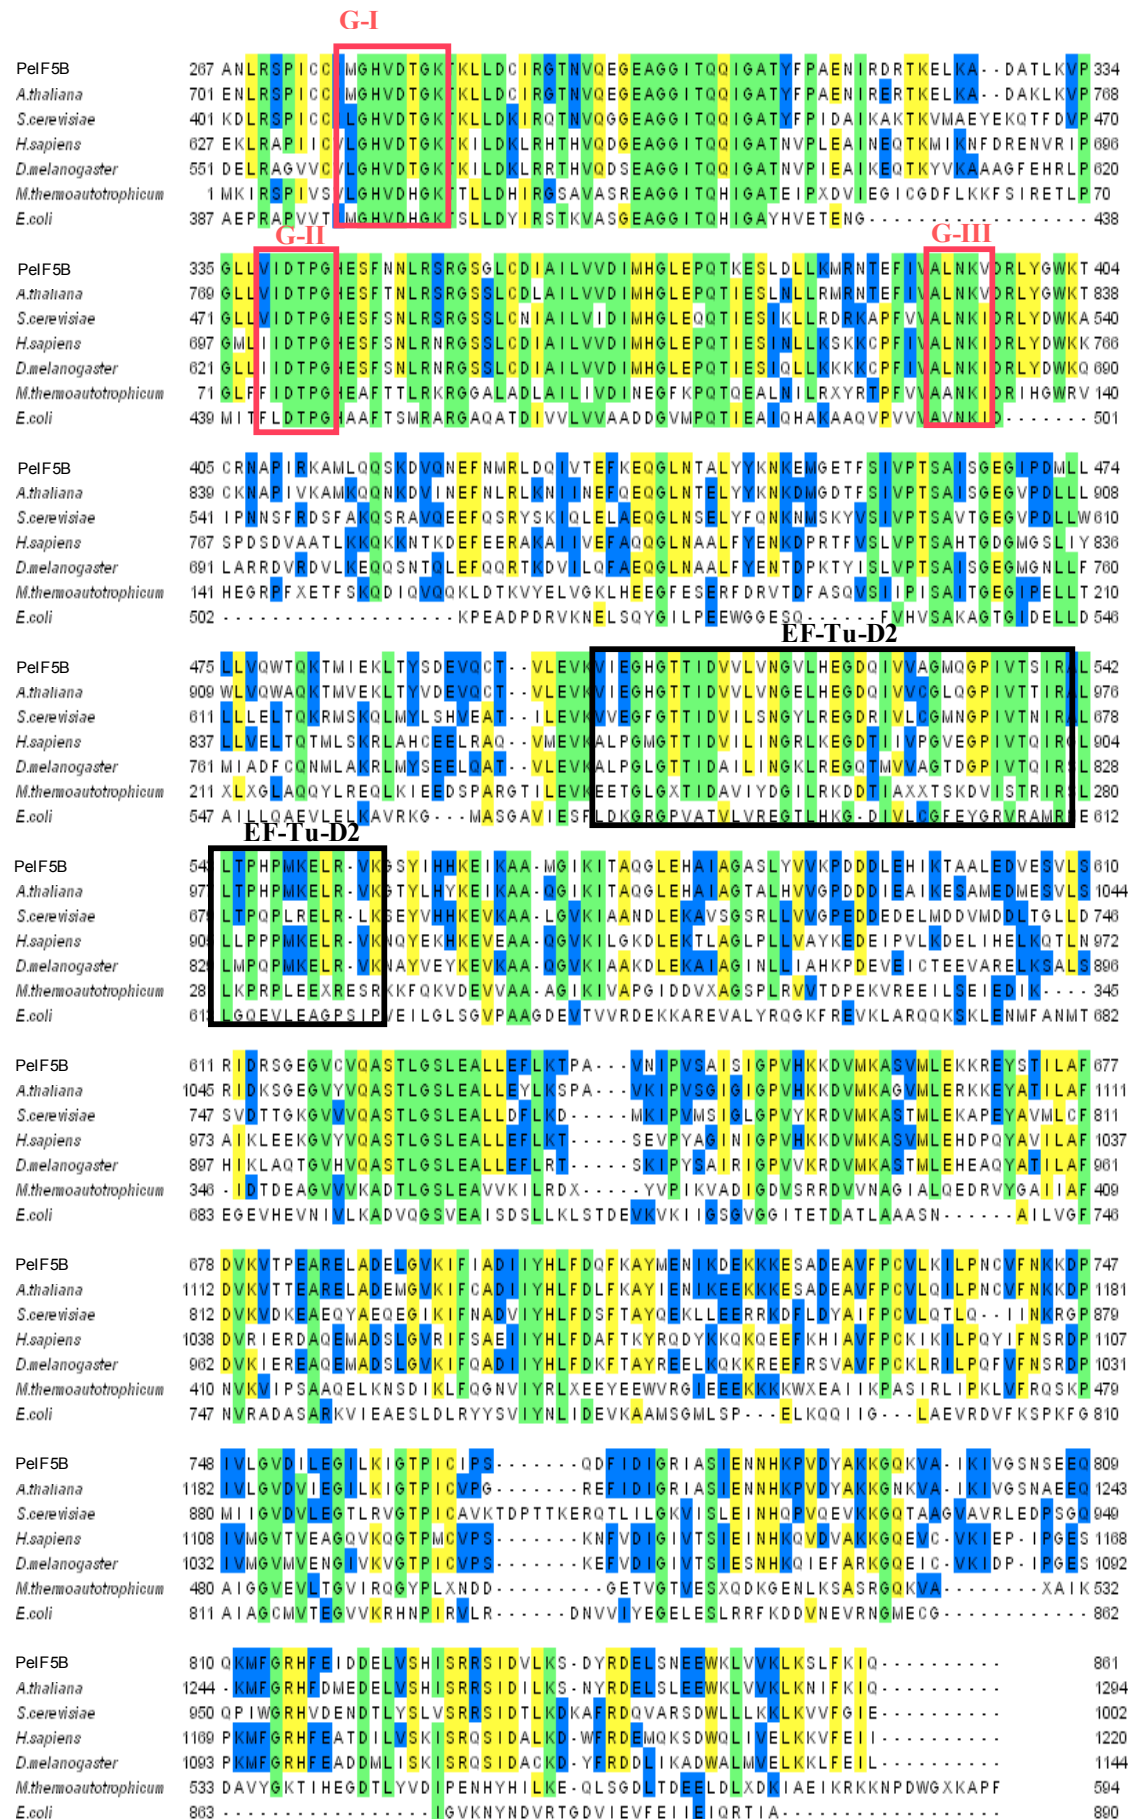 G-I
PeIF5B 267 ANLRSPICCIMGHVDTGKTKLLDCIRGTNVQEGEAGGITQQIGATYFPAENIRDRTKELKA--DATLKVP 334
A.thaliana 701 ENLRSPICCIMGHVDTGKTKLLDCIRGTNVQEGEAGGITQQIGATYFPAENIRERTKELKA--DAKLKVP 768
S.cerevisiae 401 KDLRSPICCILGHVDTGKTKLLDKIRQTNVQGGEAGGITQQIGATYFPIDAIKAKTKVMAEYEKQTFDVP 470
H.sapiens 627 EKLRAPIICVLGHVDTGKTKILDKLRHTHVQDGEAGGITQQIGATNVPLEAINEQTKMIKNFDRENVRIP 696
D.melanogaster 551 DELRAGVVCVLGHVDTGKTKILDKLRRTHVQDSEAGGITQQIGATNVPIEAIKEQTKYVKAAAGFEHRLP 620
M.thermoautotrophicum 1 MKIRSPIVSVLGHVDHGKTTLLDHIRGSAVASREAGGITQHIGATEIPXDVIEGICGDFLKKFSIRETLP 70
E.coli 387 AEPRAPVVTIMGHVDHGKTSLLDYIRSTKVASGEAGGITQHIGAYHVETENG------------------ 438
G-II G-III
PeIF5B 335 GLLVIDTPGHESFNNLRSRGSGLCDIAILVVDIMHGLEPQTKESLDLLKMRNTEFIVALNKVDRLYGWKT 404
A.thaliana 769 GLLVIDTPGHESFTNLRSRGSSLCDLAILVVDIMHGLEPQTIESLNLLRMRNTEFIVALNKVDRLYGWKT 838
S.cerevisiae 471 GLLVIDTPGHESFSNLRSRGSSLCNIAILVIDIMHGLEQQTIESIKLLRDRKAPFVVALNKIDRLYDWKA 540
H.sapiens 697 GMLIIDTPGHESFSNLRNRGSSLCDIAILVVDIMHGLEPQTIESINLLKSKKCPFIVALNKIDRLYDWKK 766
D.melanogaster 621 GLLIIDTPGHESFSNLRNRGSSLCDIAILVVDIMHGLEPQTIESIQLLKKKKCPFIVALNKIDRLYDWKQ 690
M.thermoautotrophicum 71 GLFFIDTPGHEAFTTLRKRGGALADLAILIVDINEGFKPQTQEALNILRXYRTPFVVAANKIDRIHGWRV 140
E.coli 439 MITFLDTPGHAAFTSMRARGAQATDIVVLVVAADDGVMPQTIEAIQHAKAAQVPVVVAVNKID------- 501
PeIF5B 405 CRNAPIRKAMLQQSKDVQNEFNMRLDQIVTEFKEQGLNTALYYKNKEMGETFSIVPTSAISGEGIPDMLL 474
A.thaliana 839 CKNAPIVKAMKQQNKDVINEFNLRLKNIINEFQEQGLNTELYYKNKDMGDTFSIVPTSAISGEGVPDLLL 908
S.cerevisiae 541 IPNNSFRDSFAKQSRAVQEEFQSRYSKIQLELAEQGLNSELYFQNKNMSKYVSIVPTSAVTGEGVPDLLW 610
H.sapiens 767 SPDSDVAATLKKQKKNTKDEFEERAKAIIVEFAQQGLNAALFYENKDPRTFVSLVPTSAHTGDGMGSLIY 836
D.melanogaster 691 LARRDVRDVLKEQQSNTQLEFQQRTKDVILQFAEQGLNAALFYENTDPKTYISLVPTSAISGEGMGNLLF 760
M.thermoautotrophicum 141 HEGRPFXETFSKQDIQVQQKLDTKVYELVGKLHEEGFESERFDRVTDFASQVSIIPISAITGEGIPELLT 210
E.coli 502 ---------------KPEADPDRVKNELSQYGILPEEWGGESQ------FVHVSAKAGTGIDELLD 546
EF-Tu-D2
PeIF5B 475 LLVQWTQKTMIEKLTYSDEVQCT--VLEVKVIEGHGTTIDVVLVNGVLHEGDQIVVAGMQGPIVTSIRAL 542
A.thaliana 909 WLVQWAQKTMVEKLTYVDEVQCT--VLEVKVIEGHGTTIDVVLVNGELHEGDQIVVCGLQGPIVTTIRAL 976
S.cerevisiae 611 LLLELTQKRMSKQLMYLSHVEAT--ILEVKVVEGFGTTIDVILSNGYLREGDRIVLCGMNGPIVTNIRAL 678
H.sapiens 837 LLVELTQTMLSKRLAHCEELRAQ--VMEVKALPGMGTTIDVILINGRLKEGDTIIVPGVEGPIVTQIRGL 904
D.melanogaster 761 MIADFCQNMLAKRLMYSEELQAT--VLEVKALPGLGTTIDAILINGKLREGQTMVVAGTDGPIVTQIRSL 828
M.thermoautotrophicum 211 XLXGLAQQYLREQLKIEEDSPARGTILEVKEETGLGXTIDAVIYDGILRKDDTIAXXTSKDVISTRIRSL 280
E.coli 547 AILLQAEVLELKAVRKG---MASGAVIESFLDKGRGPVATVLVREGTLHKG-DIVLCGFEYGRVRAMRNE 612
EF-Tu-D2
PeIF5B 543 LTPHPMKELR-VKGSYIHHKEIKAA-MGIKITAQGLEHAIAGASLYVVKPDDDLEHIKTAALEDVESVLS 610
A.thaliana 977 LTPHPMKELR-VKGTYLHYKEIKAA-QGIKITAQGLEHAIAGTALHVVGPDDDIEAIKESAMEDMESVLS 1044
S.cerevisiae 679 LTPQPLRELR-LKSEYVHHKEVKAA-LGVKIAANDLEKAVSGSRLLVVGPEDDEDELMDDVMDDLTGLLD 746
H.sapiens 905 LLPPPMKELR-VKNQYEKHKEVEAA-QGVKILGKDLEKTLAGLPLLVAYKEDEIPVLKDELIHELKQTLN 972
D.melanogaster 829 LMPQPMKELR-VKNAYVEYKEVKAA-QGVKIAAKDLEKAIAGINLLIAHKPDEVEICTEEVARELKSALS 896
M.thermoautotrophicum 281 LKPRPLEEXRESRKKFQKVDEVVAA-AGIKIVAPGIDDVXAGSPLRVVTDPEKVREEILSEIEDIK---- 345
E.coli 613 LGQEVLEAGPSIPVEILGLSGVPAAGDEVTVVRDEKKAREVALYRQGKFREVKLARQQKSKLENMFANMT 682
PeIF5B 611 RIDRSGEGVCVQASTLGSLEALLEFLKTPA---VNIPVSAISIGPVHKKDVMKASVMLEKKREYSTILAF 677
A.thaliana 1045 RIDKSGEGVYVQASTLGSLEALLEYLKSPA---VKIPVSGIGIGPVHKKDVMKAGVMLERKKEYATILAF 1111
S.cerevisiae 747 SVDTTGKGVVVQASTLGSLEALLDFLKD-----MKIPVMSIGLGPVYKRDVMKASTMLEKAPEYAVMLCF 811
H.sapiens 973 AIKLEEKGVYVQASTLGSLEALLEFLKT-----SEVPYAGINIGPVHKKDVMKASVMLEHDPQYAVILAF 1037
D.melanogaster 897 HIKLAQTGVHVQASTLGSLEALLEFLRT-----SKIPYSAIRIGPVVKRDVMKASTMLEHEAQYATILAF 961
M.thermoautotrophicum 346 -IDTDEAGVVVKADTLGSLEAVVKILRDX-----YVPIKVADIGDVSRRDVVNAGIALQEDRVYGAIIAF 409
E.coli 683 EGEVHEVNIVLKADVQGSVEAISDSLLKLSTDEVKVKIIGSGVGGITETDATLAAASN------AILVGF 746
PeIF5B 678 DVKVTPEARELADELGVKIFIADIIYHLFDQFKAYMENIKDEKKKESADEAVFPCVLKILPNCVFNKKDP 747
A.thaliana 1112 DVKVTTEARELADEMGVKIFCADIIYHLFDLFKAYIENIKEEKKKESADEAVFPCVLQILPNCVFNKKDP 1181
S.cerevisiae 812 DVKVDKEAEQYAEQEGIKIFNADVIYHLFDSFTAYQEKLLEERRKDFLDYAIFPCVLQTLQ--IINKRGP 879
H.sapiens 1038 DVRIERDAQEMADSLGVRIFSAEIIYHLFDAFTKYRQDYKKQKQEEFKHIAVFPCKIKILPQYIFNSRDP 1107
D.melanogaster 962 DVKIEREAQEMADSLGVKIFQADIIYHLFDKFTAYREELKQKKREEFRSVAVFPCKLRILPQFVFNSRDP 1031
M.thermoautotrophicum 410 NVKVIPSAAQELKNSDIKLFQGNVIYRLXEEYEEWVRGIEEEKKKKWXEAIIKPASIRLIPKLVFRQSKP 479
E.coli 747 NVRADASARKVIEAESLDLRYYSVIYNLIDEVKAAMSGMLSP---ELKQQIIG---LAEVRDVFKSPKFG 810
PeIF5B 748 IVLGVDILEGILKIGTPICIPS-------QDFIDIGRIASIENNHKPVDYAKKGQKVA-IKIVGSNSEEQ 809
A.thaliana 1182 IVLGVDVIEGILKIGTPICVPG-------REFIDIGRIASIENNHKPVDYAKKGNKVA-IKIVGSNAEEQ 1243
S.cerevisiae 880 MIIGVDVLEGTLRVGTPICAVKTDPTTKERQTLILGKVISLEINHQPVQEVKKGQTAAGVAVRLEDPSGQ 949
H.sapiens 1108 IVMGVTVEAGQVKQGTPMCVPS-------KNFVDIGIVTSIEINHKQVDVAKKGQEVC-VKIEP-IPGES 1168
D.melanogaster 1032 IVMGVMVENGIVKVGTPICVPS-------KEFVDIGIVTSIESNHKQIEFARKGQEIC-VKIDP-IPGES 1092
M.thermoautotrophicum 480 AIGGVEVLTGVIRQGYPLXNDD---------GETVGTVESXQDKGENLKSASRGQKVA--------XAIK 532
E.coli 811 AIAGCMVTEGVVKRHNPIRVLR------DNVVIYEGELESLRRFKDDVNEVRNGMECG------------ 862
PeIF5B 810 QKMFGRHFEIDDELVSHISRRSIDVLKS-DYRDELSNEEWKLVVKLKSLFKIQ---------- 861
A.thaliana 1244 -KMFGRHFDMEDELVSHISRRSIDILKS-NYRDELSLEEWKLVVKLKNIFKIQ---------- 1294
S.cerevisiae 950 QPIWGRHVDENDTLYSLVSRRSIDTLKDKAFRDQVARSDWLLLKKLKVVFGIE---------- 1002
H.sapiens 1169 PKMFGRHFEATDILVSKISRQSIDALKD-WFRDEMQKSDWQLIVELKKVFEII---------- 1220
D.melanogaster 1093 PKMFGRHFEADDMLISKISRQSIDACKD-YFRDDLIKADWALMVELKKLFEIL---------- 1144
M.thermoautotrophicum 533 DAVYGKTIHEGDTLYVDIPENHYHILKE-QLSGDLTDEELDLXDKIAEIKRKKNPDWGXKAPF 594
E.coli 863 -----------------IGVKNYNDVRTGDVIEVFEIIEIQRTIA------------------ 890